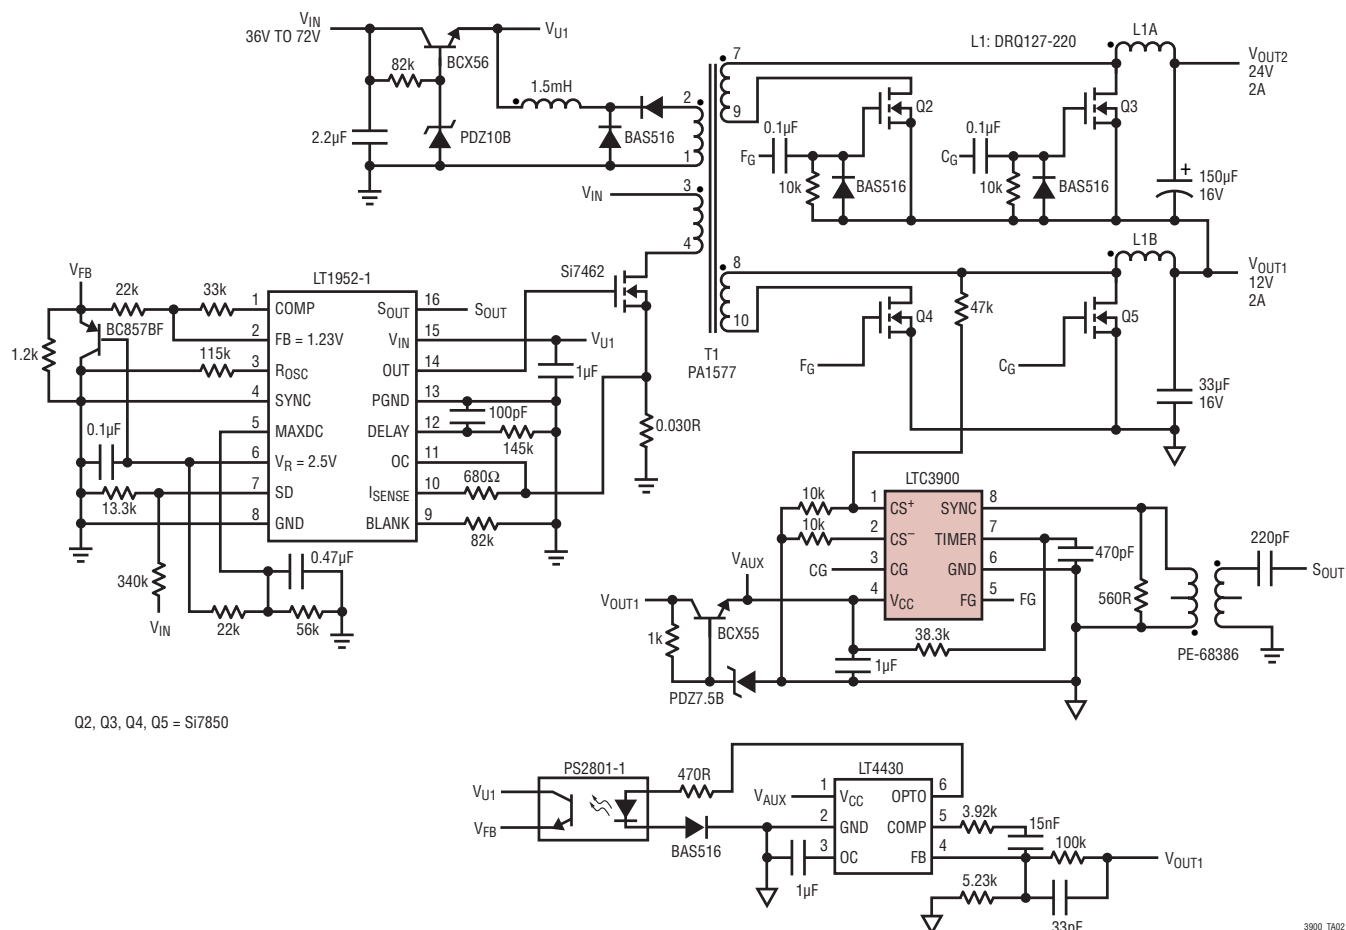 VIN
36V TO 72V
VU1
BCX56
82k
1.5mH
2.2µF
PDZ10B
BAS516
2
1
VIN
3
4
7
9
8
10
T1
PA1577
L1: DRQ127-220
L1A
VOUT2
24V
2A
Q2
Q3
0.1µF
0.1µF
FG
CG
10k
BAS516
10k
BAS516
+
150µF
16V
L1B
VOUT1
12V
2A
47k
Q4
Q5
FG
CG
33µF
16V
VFB
22k
33k
BC857BF
1.2k
115k
0.1µF
13.3k
340k
VIN
22k
56k
0.47µF
LT1952-1
1 COMP
2 FB = 1.23V
3 ROSC
4 SYNC
5 MAXDC
6 VR = 2.5V
7 SD
8 GND
SOUT 16 SOUT
VIN 15 VU1
OUT 14
PGND 13
DELAY 12
OC 11
ISENSE 10
BLANK 9
Si7462
1µF
100pF
145k
680Ω
82k
0.030R
LTC3900
1 CS+
2 CS−
3 CG
4 VCC
SYNC 8
TIMER 7
GND 6
FG 5 FG
10k
10k
CG
VAUX
VOUT1
1k
BCX55
PDZ7.5B
1µF
38.3k
470pF
560R
220pF
SOUT
PE-68386
Q2, Q3, Q4, Q5 = Si7850
PS2801-1
VU1
VFB
470R
BAS516
LT4430
VAUX 1 VCC
2 GND
3 OC
OPTO 6
COMP 5
FB 4
1µF
3.92k
15nF
100k
VOUT1
5.23k
33pF
3900 TA02